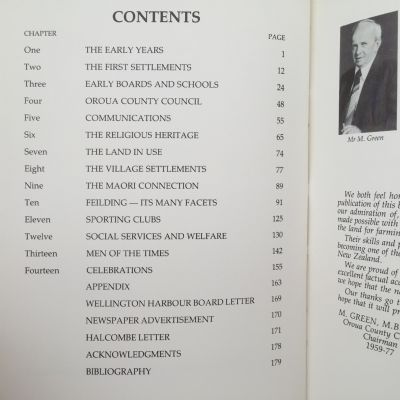 CONTENTS
CHAPTER PAGE
One THE EARLY YEARS 1
Two THE FIRST SETTLEMENTS 12
Three EARLY BOARDS AND SCHOOLS 24
Four OROUA COUNTY COUNCIL 48
Five COMMUNICATIONS 55
Six THE RELIGIOUS HERITAGE 65
Seven THE LAND IN USE 74
Eight THE VILLAGE SETTLEMENTS 77
Nine THE MAORI CONNECTION 89
Ten FEILDING — ITS MANY FACETS 91
Eleven SPORTING CLUBS 125
Twelve SOCIAL SERVICES AND WELFARE 130
Thirteen MEN OF THE TIMES 142
Fourteen CELEBRATIONS 155
APPENDIX 163
WELLINGTON HARBOUR BOARD LETTER 169
NEWSPAPER ADVERTISEMENT 170
HALCOMBE LETTER 171
ACKNOWLEDGMENTS 178
BIBLIOGRAPHY 179
Mr M. Green
We both feel hon
publication of this b
our admiration of,
made possible with
the land for farmin
Their skills and p
becoming one of the
New Zealand.
We are proud of
excellent factual acc
we hope that the na
Our thanks go t
hope that it will pr
M. GREEN, M.B
Oroua County C
Chairman
1959-77